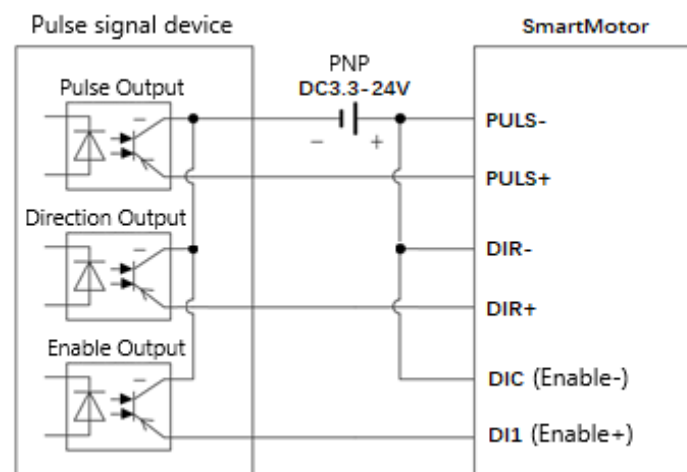 Pulse signal device
SmartMotor
PNP
DC3.3-24V
Pulse Output
PULS-
− +
PULS+
Direction Output
DIR-
DIR+
Enable Output
DIC (Enable-)
DI1 (Enable+)